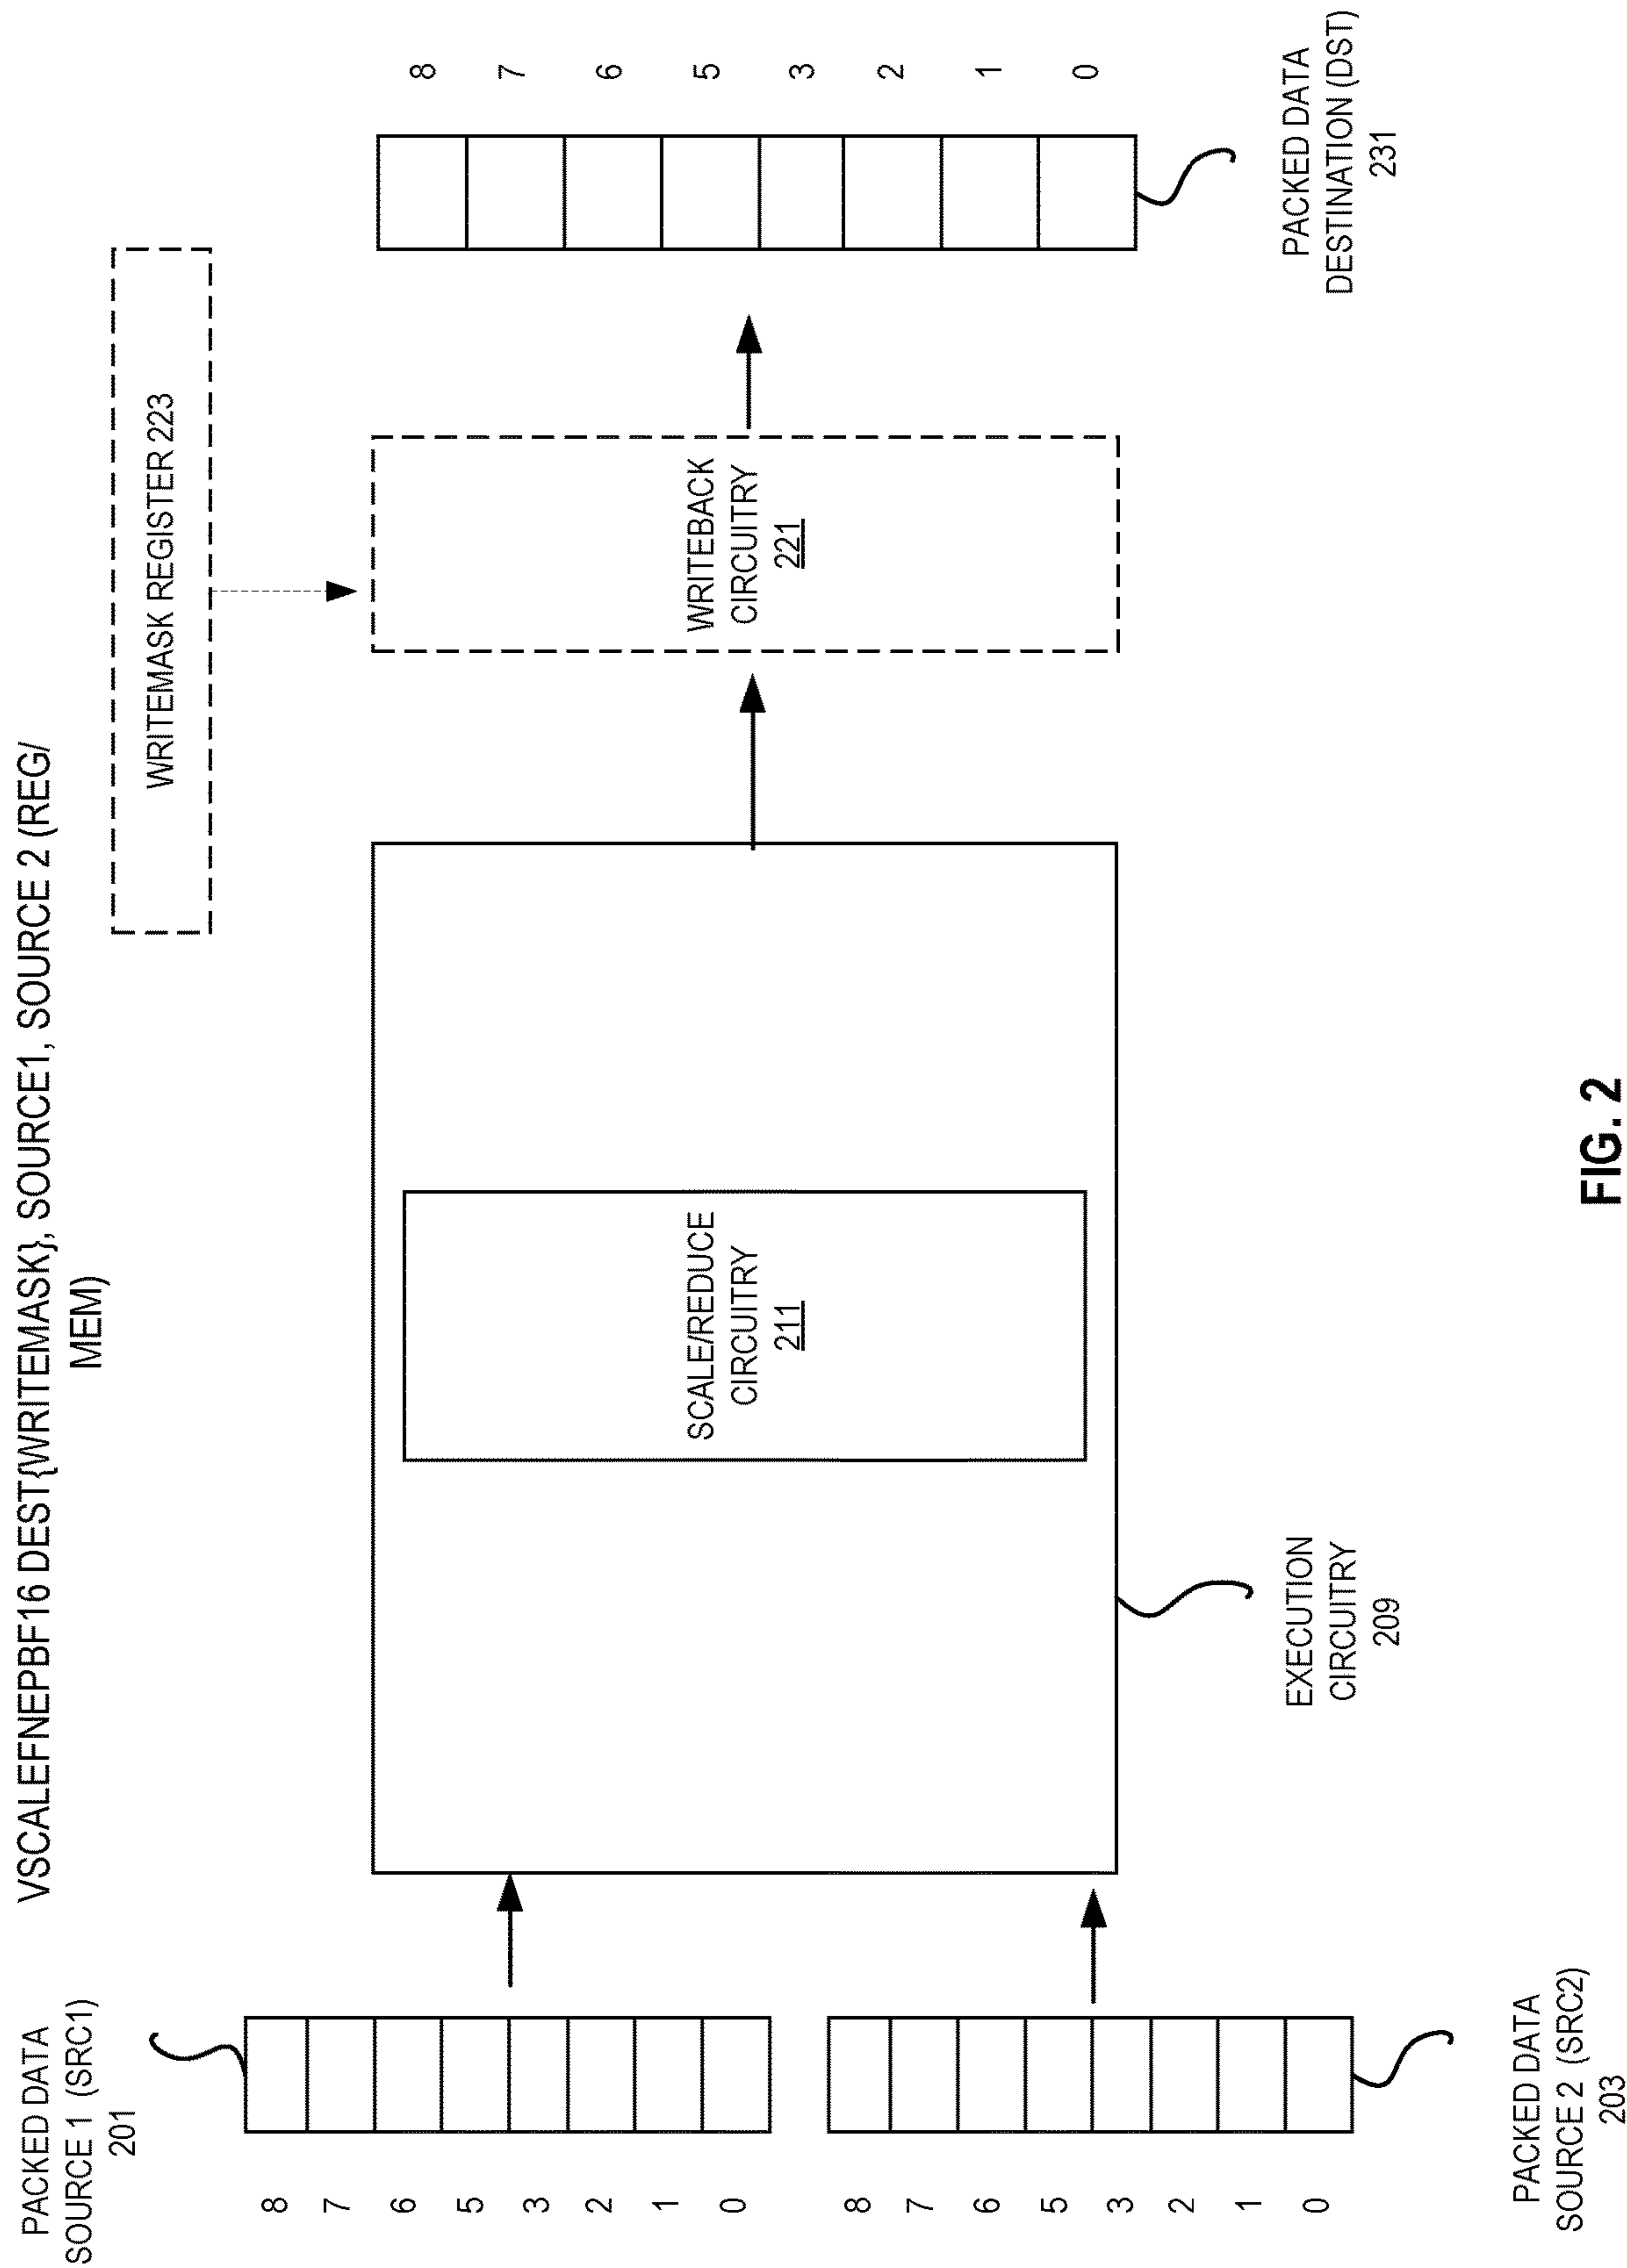 VSCALEFNEPBF16 DEST{WRITEMASK}, SOURCE1, SOURCE 2 (REG/
MEM)
PACKED DATA
SOURCE 1 (SRC1)
201
8
7
6
5
3
2
1
0
8
7
6
5
3
2
1
0
PACKED DATA
SOURCE 2 (SRC2)
203
SCALE/REDUCE
CIRCUITRY
211
EXECUTION
CIRCUITRY
209
WRITEMASK REGISTER 223
WRITEBACK
CIRCUITRY
221
8
7
6
5
3
2
1
0
PACKED DATA
DESTINATION (DST)
231
FIG. 2